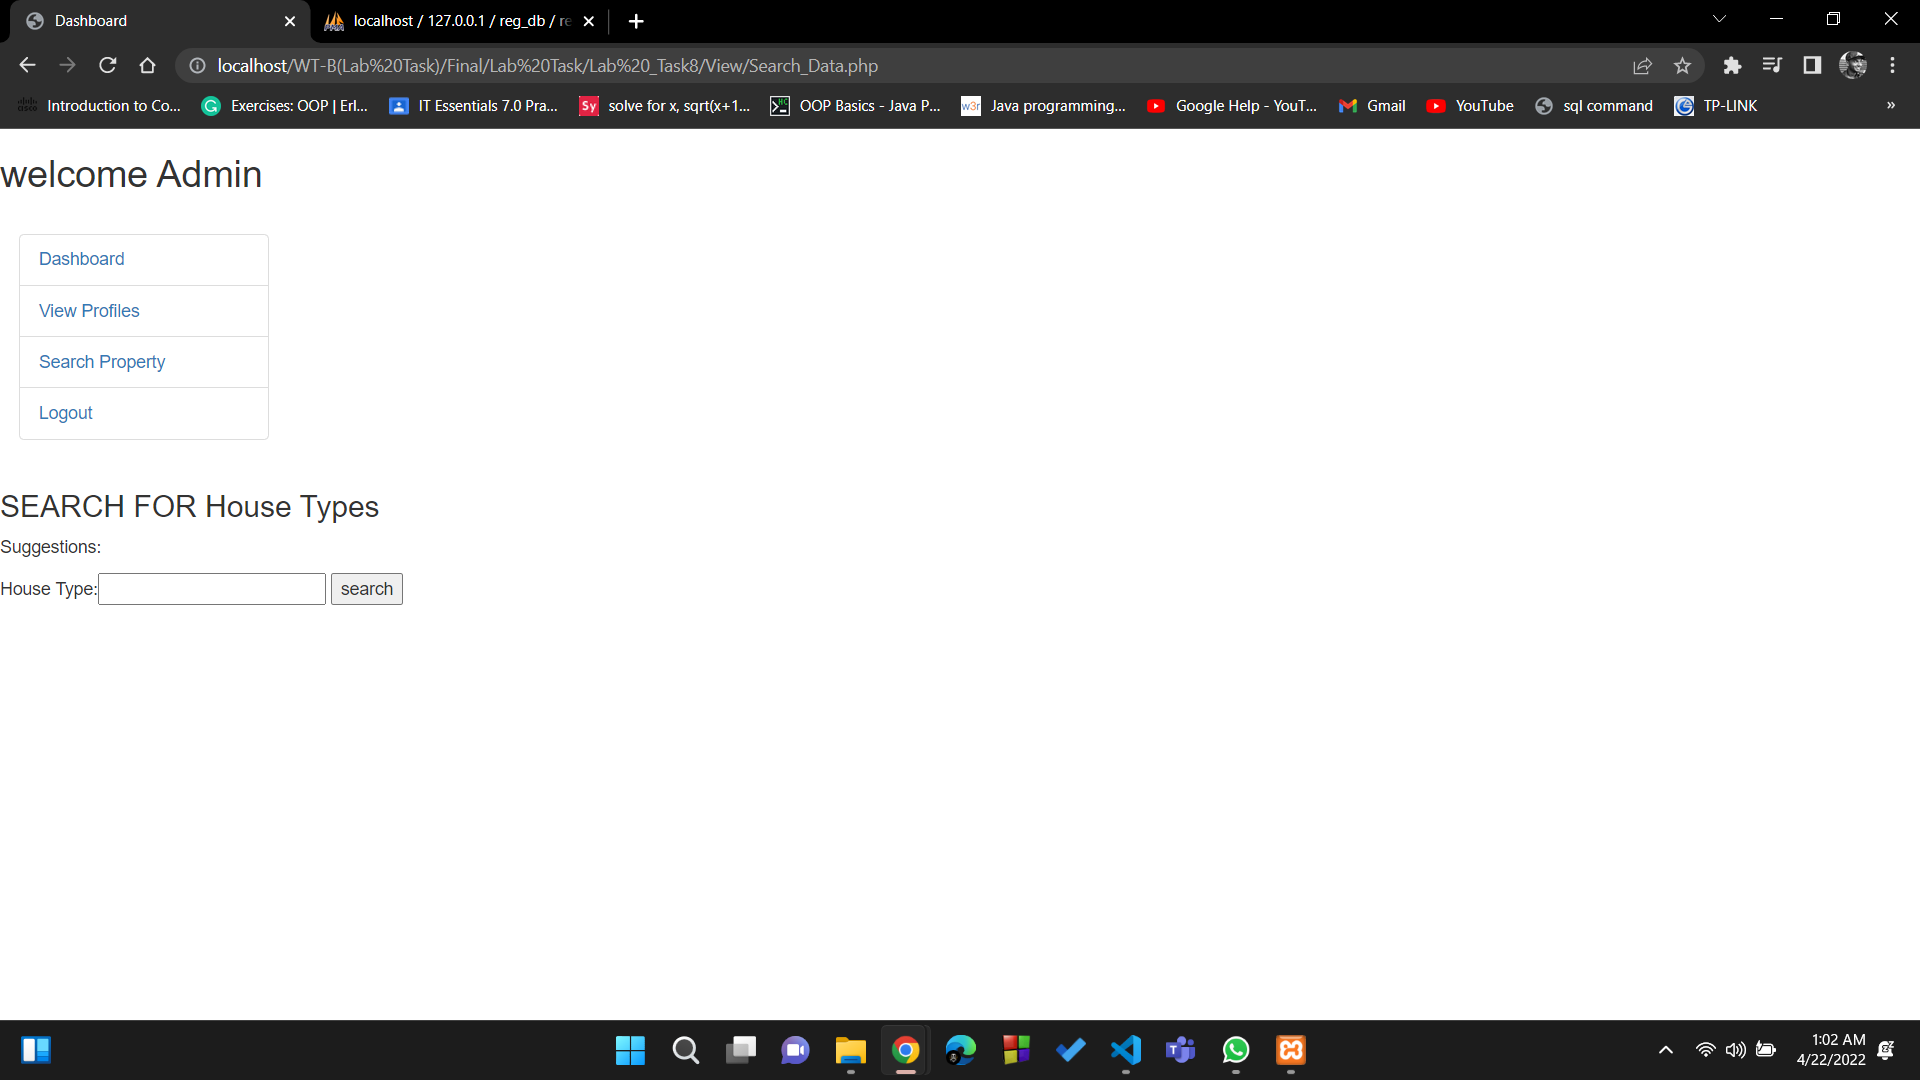 Dashboard
localhost / 127.0.0.1 / reg_db / re
localhost/WT-B(Lab%20Task)/Final/Lab%20Task/Lab%20_Task8/View/Search_Data.php
Introduction to Co...
Exercises: OOP | Erl...
IT Essentials 7.0 Pra...
Sy
solve for x, sqrt(x+1...
OOP Basics - Java P...
w3r
Java programming...
Google Help - YouT...
Gmail
YouTube
sql command
TP-LINK
»
welcome Admin
Dashboard
View Profiles
Search Property
Logout
SEARCH FOR House Types
Suggestions:
House Type:
search
1:02 AM
4/22/2022